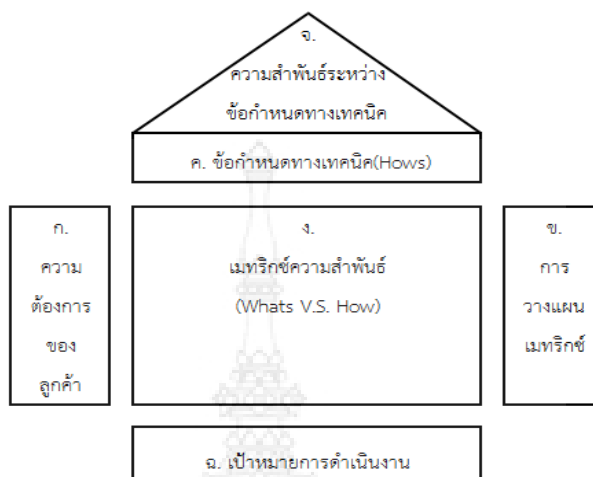 จ.
ความสำพันธ์ระหว่าง
ข้อกำหนดทางเทคนิค
ค. ข้อกำหนดทางเทคนิค(Hows)
ก.
ความ
ต้องการ
ของ
ลูกค้า
ง.
เมทริกซ์ความสำพันธ์
(Whats V.S. How)
ข.
การ
วางแผน
เมทริกซ์
ฉ. เป้าหมายการดำเนินงาน